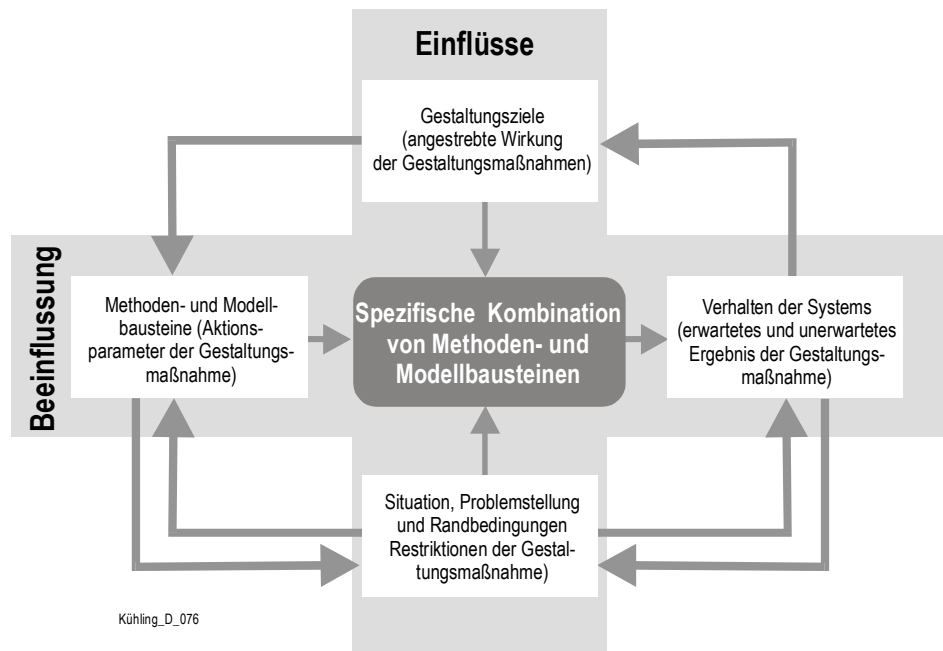 Einflüsse
Gestaltungsziele
(angestrebte Wirkung
der Gestaltungsmaßnahmen)
Beeinflussung
Methoden- und Modell-
bausteine (Aktions-
parameter der Gestaltungs-
maßnahme)
Spezifische Kombination
von Methoden- und
Modellbausteinen
Verhalten der Systems
(erwartetes und unerwartetes
Ergebnis der Gestaltungs-
maßnahme)
Situation, Problemstellung
und Randbedingungen
Restriktionen der Gestal-
tungsmaßnahme)
Kühling_D_076